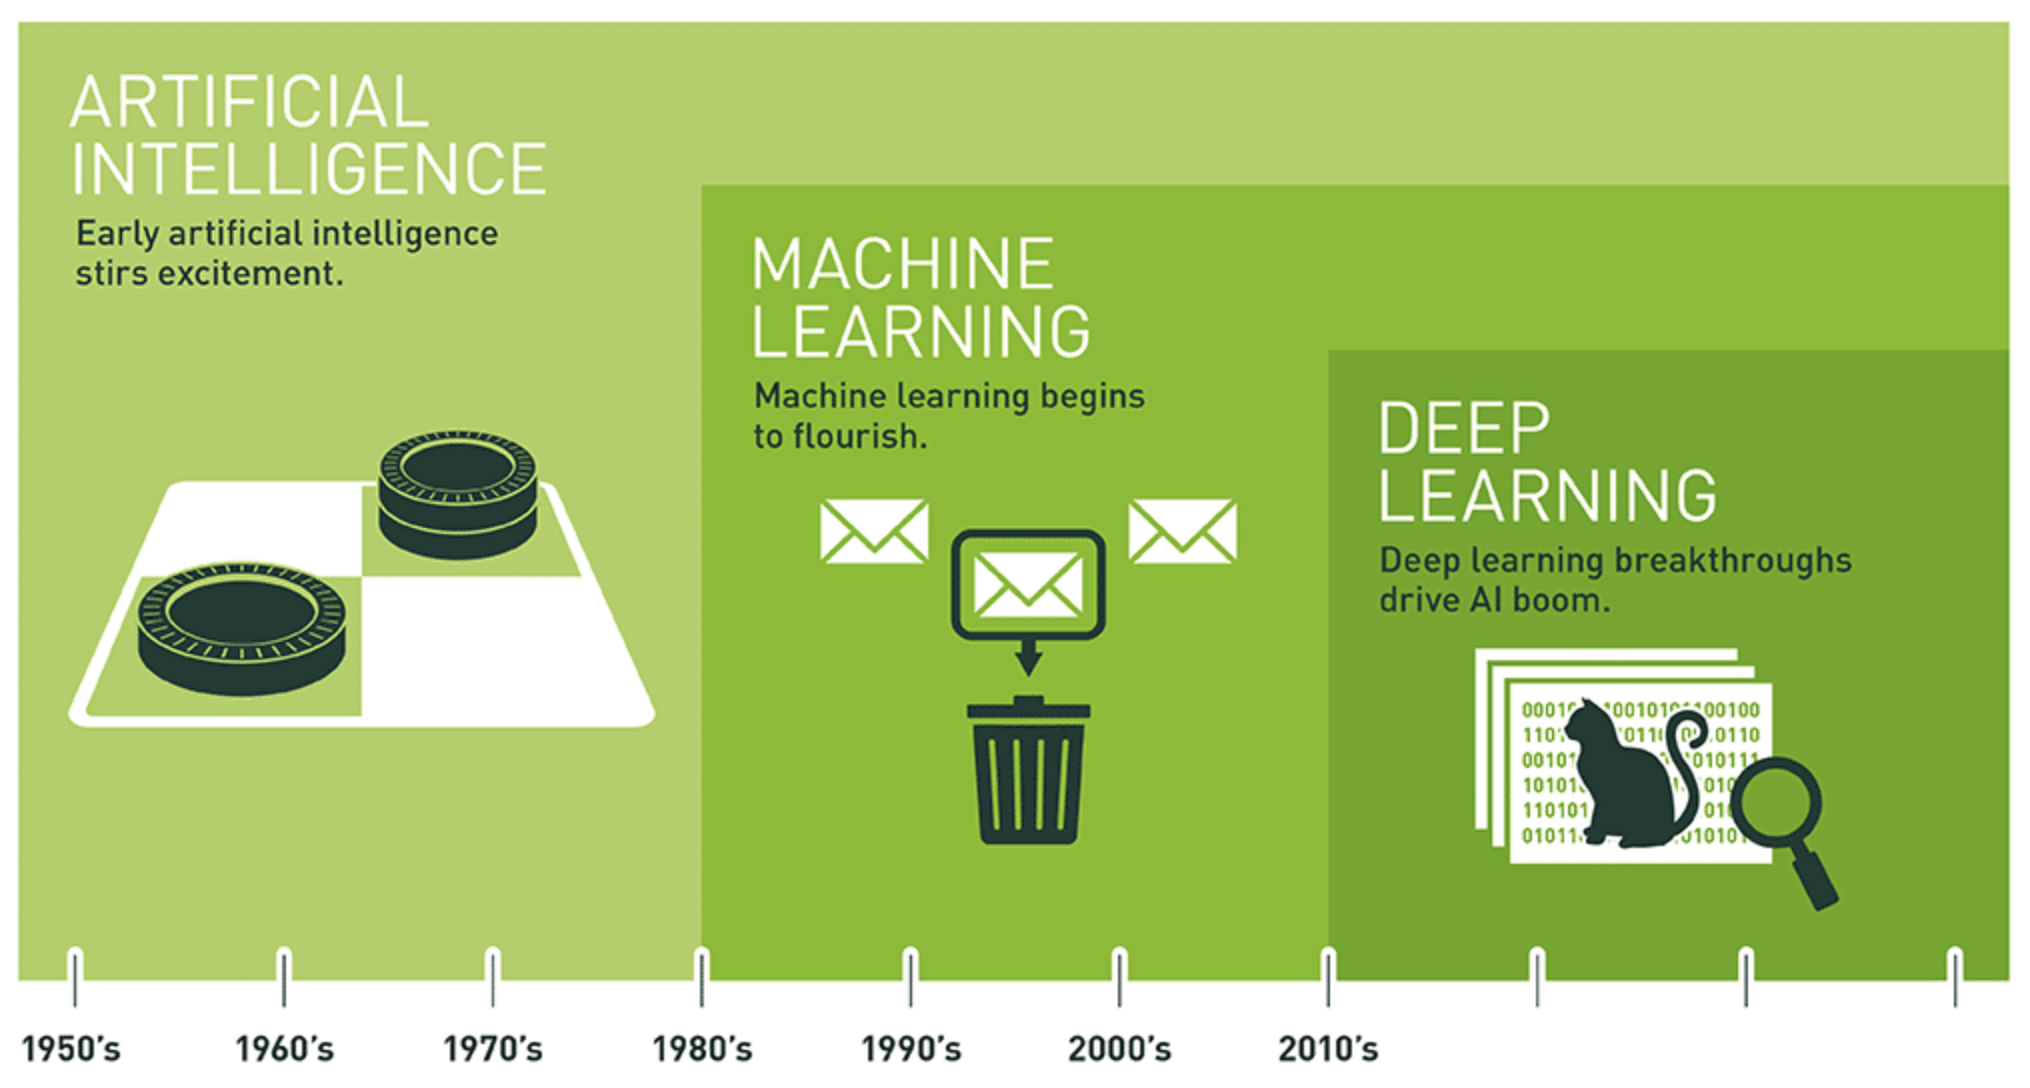 ARTIFICIAL
INTELLIGENCE
Early artificial intelligence
stirs excitement.
MACHINE
LEARNING
Machine learning begins
to flourish.
DEEP
LEARNING
Deep learning breakthroughs
drive AI boom.
1950's
1960's
1970's
1980's
1990's
2000's
2010's